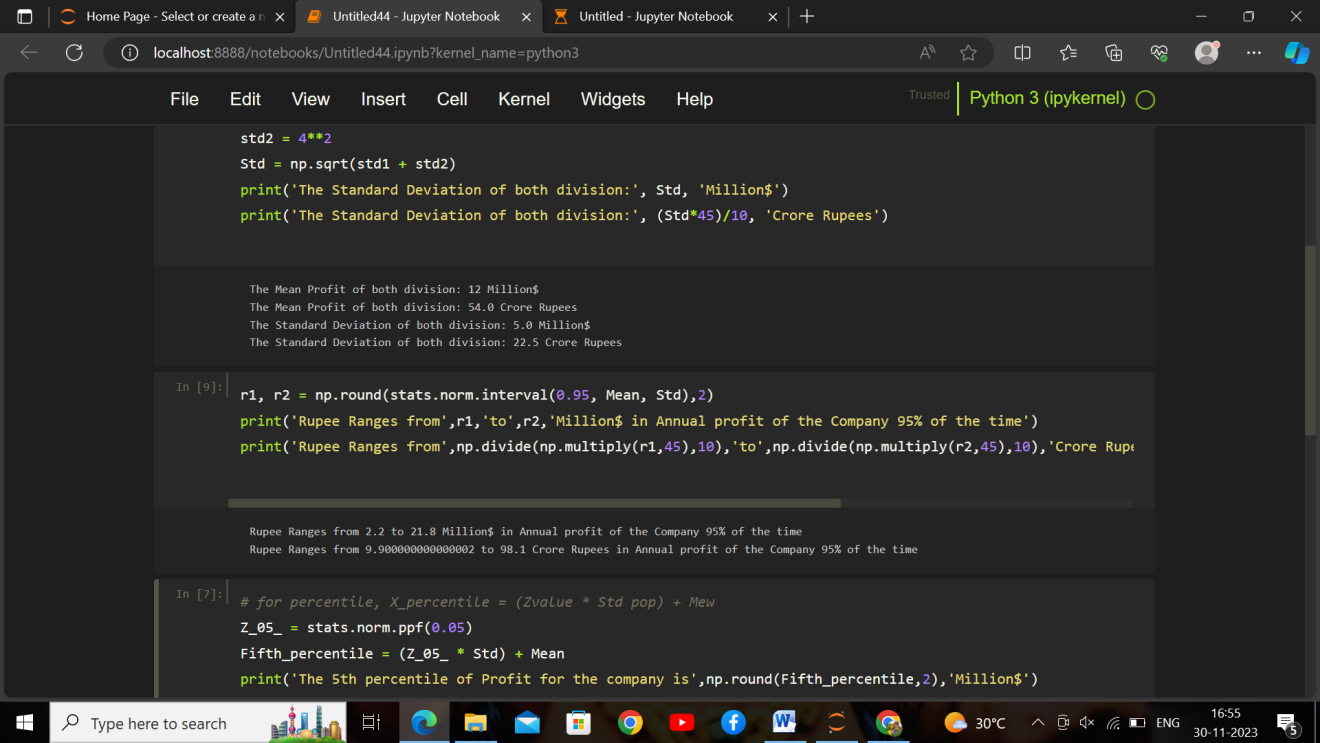 Home Page - Select or create a n
Untitled44 - Jupyter Notebook
Untitled - Jupyter Notebook
localhost:8888/notebooks/Untitled44.ipynb?kernel_name=python3
File Edit View Insert Cell Kernel Widgets Help
Trusted
Python 3 (ipykernel)
std2 = 4**2
Std = np.sqrt(std1 + std2)
print('The Standard Deviation of both division:', Std, 'Million$')
print('The Standard Deviation of both division:', (Std*45)/10, 'Crore Rupees')
The Mean Profit of both division: 12 Million$
The Mean Profit of both division: 54.0 Crore Rupees
The Standard Deviation of both division: 5.0 Million$
The Standard Deviation of both division: 22.5 Crore Rupees
In [9]:
r1, r2 = np.round(stats.norm.interval(0.95, Mean, Std),2)
print('Rupee Ranges from',r1,'to',r2,'Million$ in Annual profit of the Company 95% of the time')
print('Rupee Ranges from',np.divide(np.multiply(r1,45),10),'to',np.divide(np.multiply(r2,45),10),'Crore Rupe
Rupee Ranges from 2.2 to 21.8 Million$ in Annual profit of the Company 95% of the time
Rupee Ranges from 9.900000000000002 to 98.1 Crore Rupees in Annual profit of the Company 95% of the time
In [7]:
# for percentile, X_percentile = (Zvalue * Std pop) + Mew
Z_05_ = stats.norm.ppf(0.05)
Fifth_percentile = (Z_05_ * Std) + Mean
print('The 5th percentile of Profit for the company is',np.round(Fifth_percentile,2),'Million$')
Type here to search
30°C
ENG
16:55
30-11-2023
5